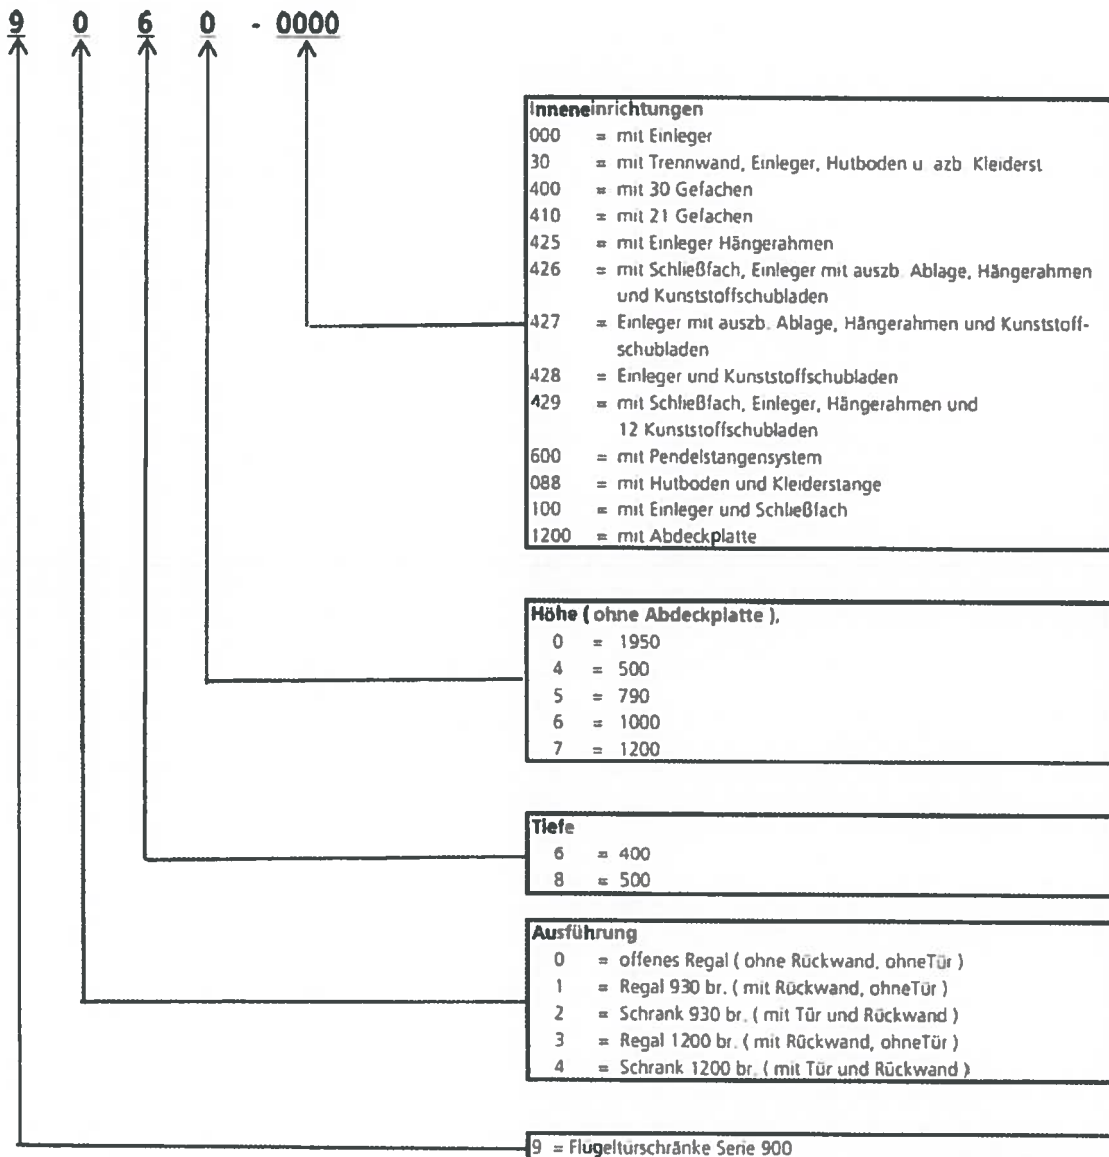 9 0 6 0 - 0000
Inneneinrichtungen
000 = mit Einleger
30 = mit Trennwand, Einleger, Hutboden u. azb. Kleiderst
400 = mit 30 Gefachen
410 = mit 21 Gefachen
425 = mit Einleger Hängerahmen
426 = mit Schließfach, Einleger mit auszb. Ablage, Hängerahmen
und Kunststoffschubladen
427 = Einleger mit auszb. Ablage, Hängerahmen und Kunststoff-
schubladen
428 = Einleger und Kunststoffschubladen
429 = mit Schließfach, Einleger, Hängerahmen und
12 Kunststoffschubladen
600 = mit Pendelstangensystem
088 = mit Hutboden und Kleiderstange
100 = mit Einleger und Schließfach
1200 = mit Abdeckplatte
Höhe ( ohne Abdeckplatte ),
0 = 1950
4 = 500
5 = 790
6 = 1000
7 = 1200
Tiefe
6 = 400
8 = 500
Ausführung
0 = offenes Regal ( ohne Rückwand, ohneTür )
1 = Regal 930 br. ( mit Rückwand, ohneTür )
2 = Schrank 930 br. ( mit Tür und Rückwand )
3 = Regal 1200 br. ( mit Rückwand, ohneTür )
4 = Schrank 1200 br. ( mit Tür und Rückwand )
9 = Flügeltürschränke Serie 900